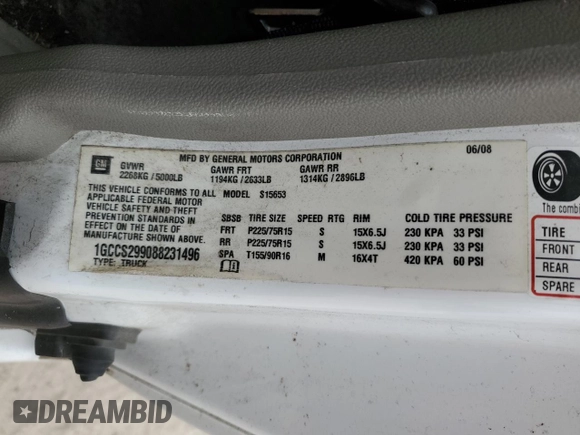 MFD BY GENERAL MOTORS CORPORATION 06/08
GM GVWR GAWR FRT GAWR RR
2268KG / 5000LB 1194KG / 2633LB 1314KG / 2896LB
THIS VEHICLE CONFORMS TO ALL MODEL S15653
APPLICABLE FEDERAL MOTOR
VEHICLE SAFETY AND THEFT
PREVENTION STANDARDS IN
EFFECT ON THE DATE OF
MANUFACTURE SHOWN ABOVE.
1GCCS299088231496
TYPE: TRUCK
SBSB TIRE SIZE SPEED RTG RIM COLD TIRE PRESSURE
FRT P225/75R15 S 15X6.5J 230 KPA 33 PSI
RR P225/75R15 S 15X6.5J 230 KPA 33 PSI
SPA T155/90R16 M 16X4T 420 KPA 60 PSI
The combi
TIRE
FRONT
REAR
SPARE
DREAMBID